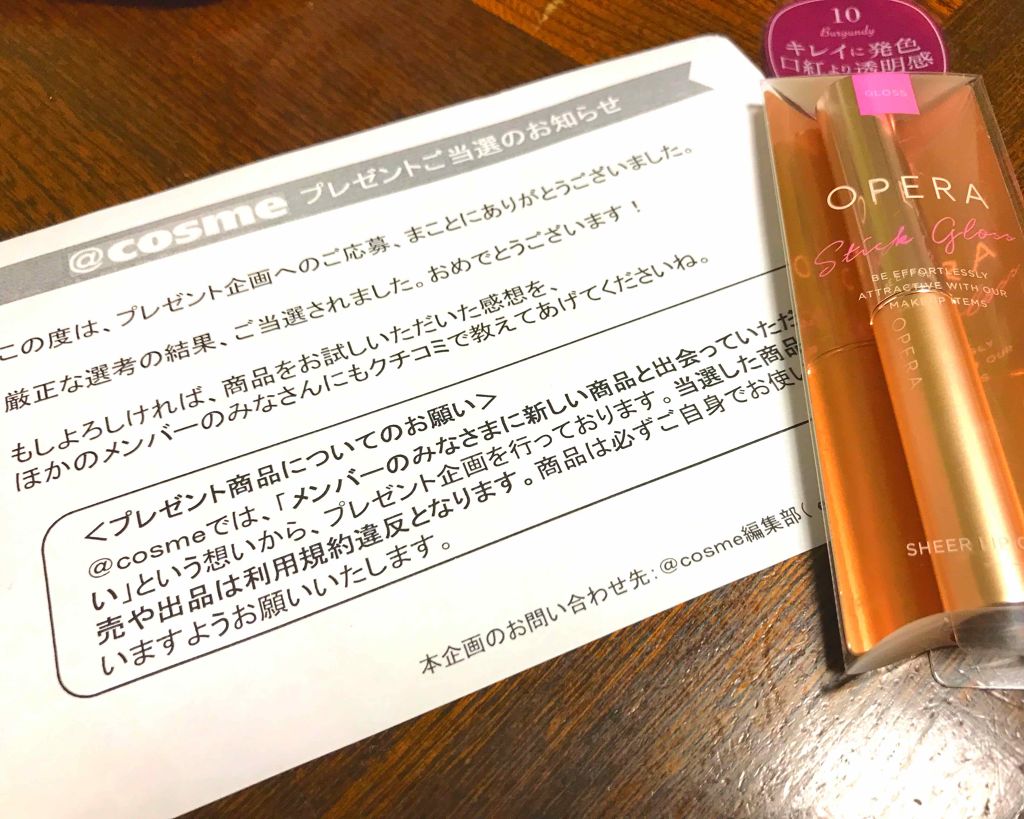 @cosme プレゼントご当選のお知らせ
この度は、プレゼント企画へのご応募、まことにありがとうございました。
厳正な選考の結果、ご当選されました。おめでとうございます！
もしよろしければ、商品をお試しいただいた感想を、
ほかのメンバーのみなさんにもクチコミで教えてあげてくださいね。
＜プレゼント商品についてのお願い＞
@cosmeでは、「メンバーのみなさまに新しい商品と出会っていただ
い」という想いから、プレゼント企画を行っております。当選した商品
売や出品は利用規約違反となります。商品は必ずご自身でお使い
いますようお願いいたします。
本企画のお問い合わせ先：@cosme編集部（
10
Burgundy
キレイに発色
口紅より透明感
GLOSS
OPERA
Stick Gloss
BE EFFORTLESSLY
ATTRACTIVE WITH OUR
MAKEUP ITEMS
OPERA
SHEER LIP